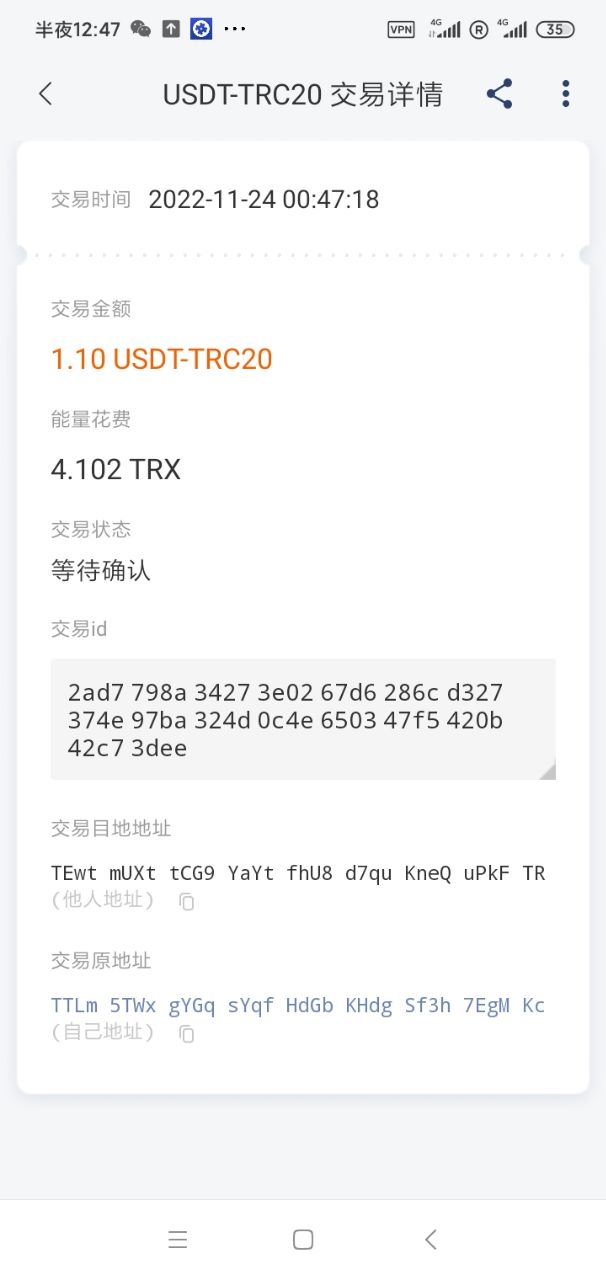 半夜12:47
VPN 4G R 4G 35
USDT-TRC20 交易详情
交易时间 2022-11-24 00:47:18
交易金额
1.10 USDT-TRC20
能量花费
4.102 TRX
交易状态
等待确认
交易id
2ad7 798a 3427 3e02 67d6 286c d327
374e 97ba 324d 0c4e 6503 47f5 420b
42c7 3dee
交易目地地址
TEwt mUXt tCG9 YaYt fhU8 d7qu KneQ uPkF TR
(他人地址)
交易原地址
TTLm 5TWx gYGq sYqf HdGb KHdg Sf3h 7EgM Kc
(自己地址)